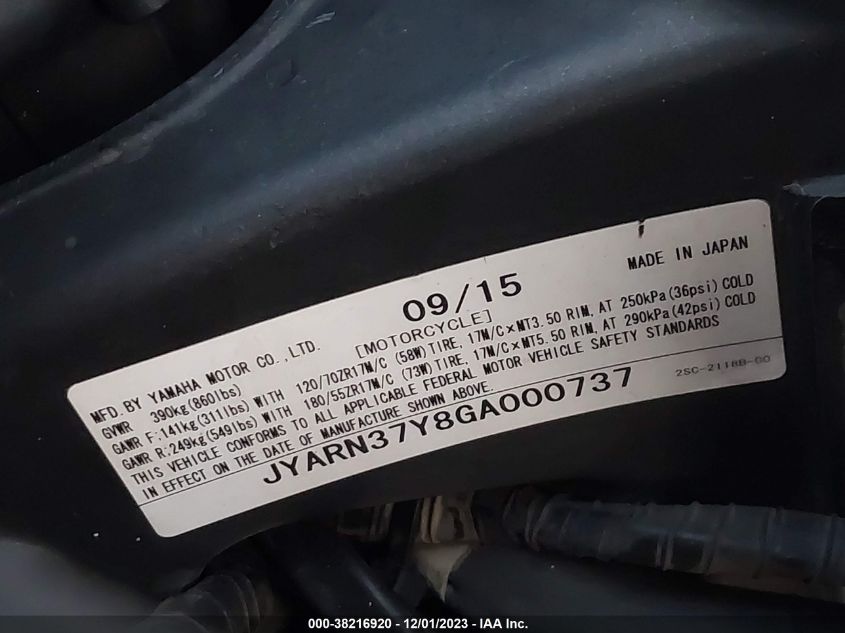 09/15
MADE IN JAPAN
MFD. BY YAMAHA MOTOR CO.,LTD.
[MOTORCYCLE]
GVWR 390kg(860lbs)
GAWR F:141kg(311lbs) WITH 120/70ZR17M/C (58W) TIRE, 17M/C×MT3.50 RIM, AT 250kPa(36psi) COLD
GAWR R:249kg(549lbs) WITH 180/55ZR17M/C (73W) TIRE, 17M/C×MT5.50 RIM, AT 290kPa(42psi) COLD
THIS VEHICLE CONFORMS TO ALL APPLICABLE FEDERAL MOTOR VEHICLE SAFETY STANDARDS
IN EFFECT ON THE DATE OF MANUFACTURE SHOWN ABOVE.
JYARN37Y8GA000737
2SC-2118B-G0
000-38216920 - 12/01/2023 - IAA Inc.